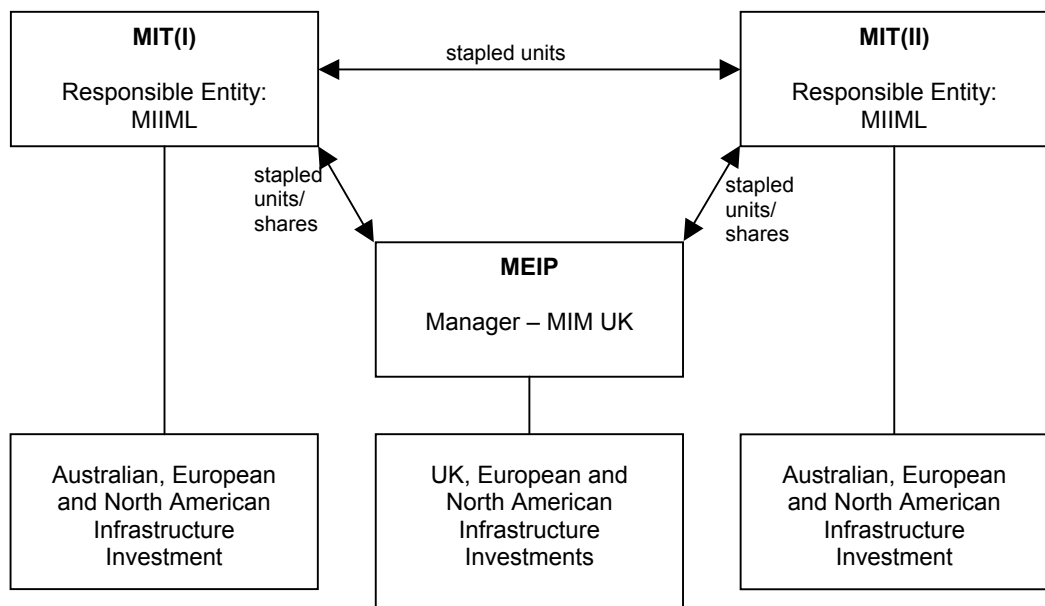 MIT(I)
Responsible Entity:
MIIML
stapled units
MIT(II)
Responsible Entity:
MIIML
stapled
units/
shares
stapled
units/
shares
MEIP
Manager – MIM UK
Australian, European
and North American
Infrastructure
Investment
UK, European and
North American
Infrastructure
Investments
Australian, European
and North American
Infrastructure
Investment